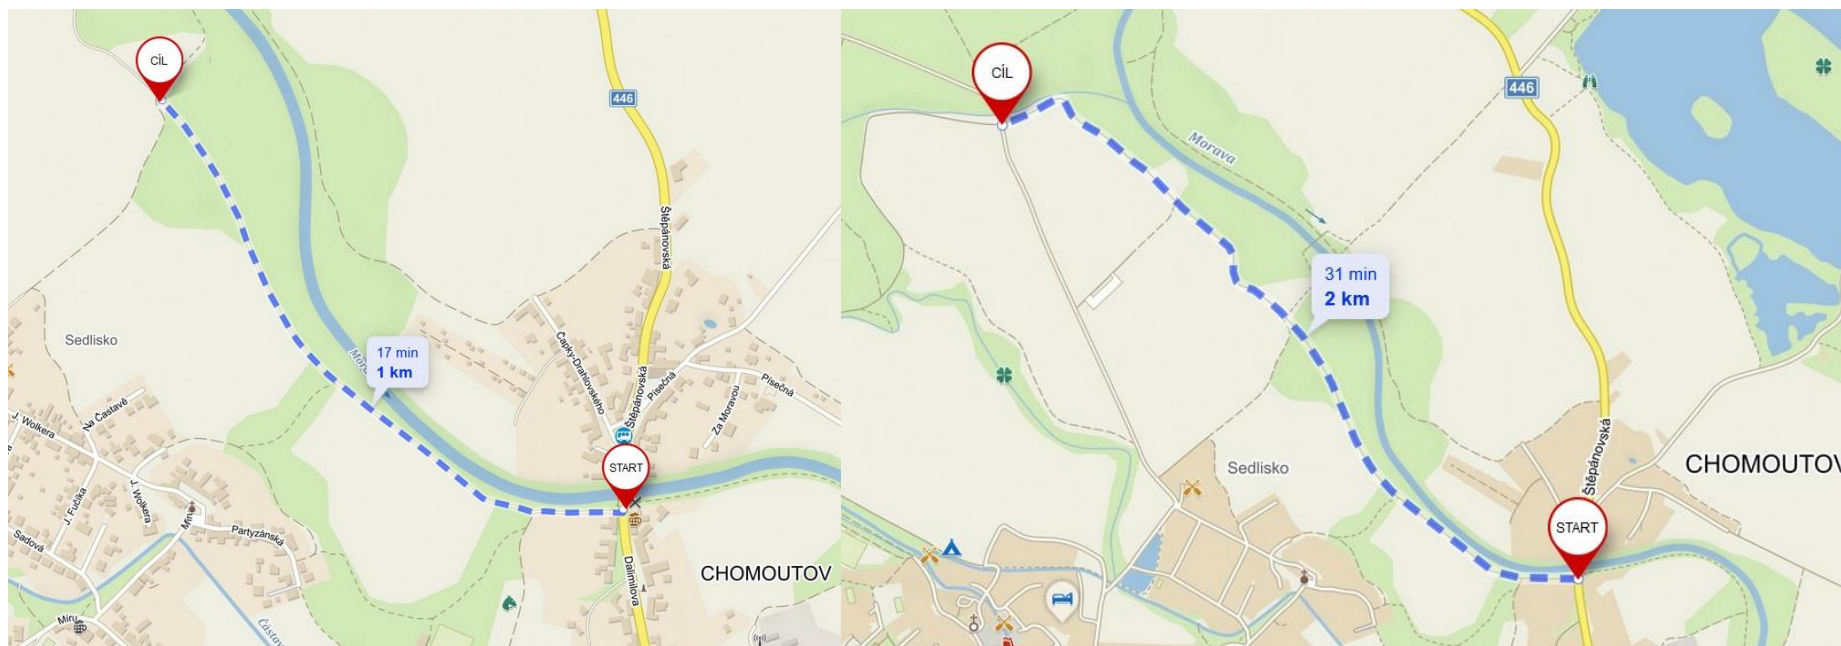 CÍL
446
Štěpánovská
Sedlisko
17 min
1 km
Mora
Čapky-Drahlovského
Štěpánovská
Písečná
Písečná
Za Moravou
Na Častavě
J. Wolkera
J. Wolkera
J. Fučíka
Sadová
Partyzánská
Míru
START
Dalimilova
CHOMOUTOV
CÍL
446
Morava
31 min
2 km
Sedlisko
Štěpánovská
CHOMOUTOV
START